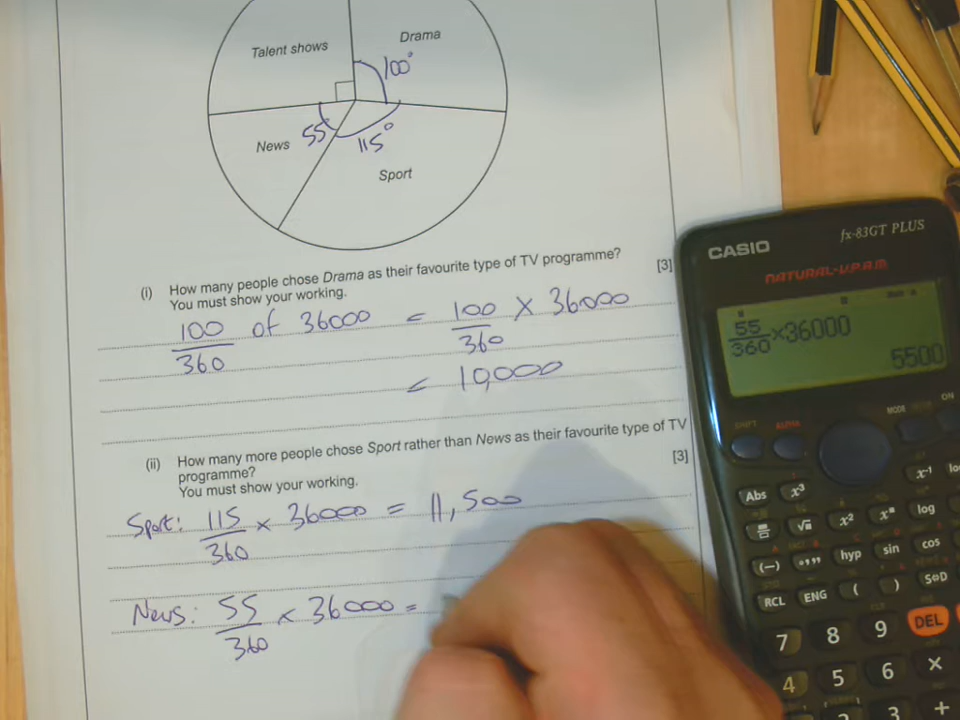 Talent shows
Drama
100°
News
55°
115°
Sport
(i) How many people chose Drama as their favourite type of TV programme?
You must show your working.
[3]
100/360 of 36000 = 100/360 × 36000
= 10,000
(ii) How many more people chose Sport rather than News as their favourite type of TV
programme?
You must show your working.
[3]
Sport: 115/360 × 36000 = 11,500
News: 55/360 × 36000 =
CASIO
fx-83GT PLUS
NATURAL-V.P.A.M.
55/360×36000
5500
SHIFT ALPHA MODE ON
Abs x³ x⁻¹
√ x² log
(−) °’” hyp sin cos
RCL ENG ( ) S⇔D
7 8 9 DEL
4 5 6 ×
3 +